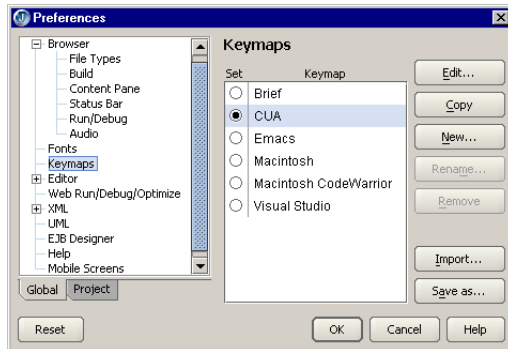 Preferences
Browser
File Types
Build
Content Pane
Status Bar
Run/Debug
Audio
Fonts
Keymaps
Editor
Web Run/Debug/Optimize
XML
UML
EJB Designer
Help
Mobile Screens
Global Project
Keymaps
Set Keymap
Brief
CUA
Emacs
Macintosh
Macintosh CodeWarrior
Visual Studio
Edit...
Copy
New...
Rename...
Remove
Import...
Save as...
Reset OK Cancel Help